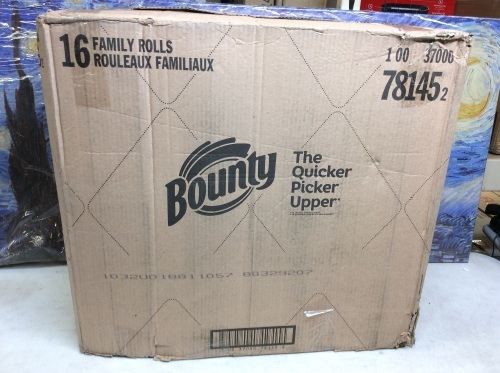 16 FAMILY ROLLS
ROULEAUX FAMILIAUX
1 00 37000
78145 2
Bounty
The
Quicker
Picker
Upper